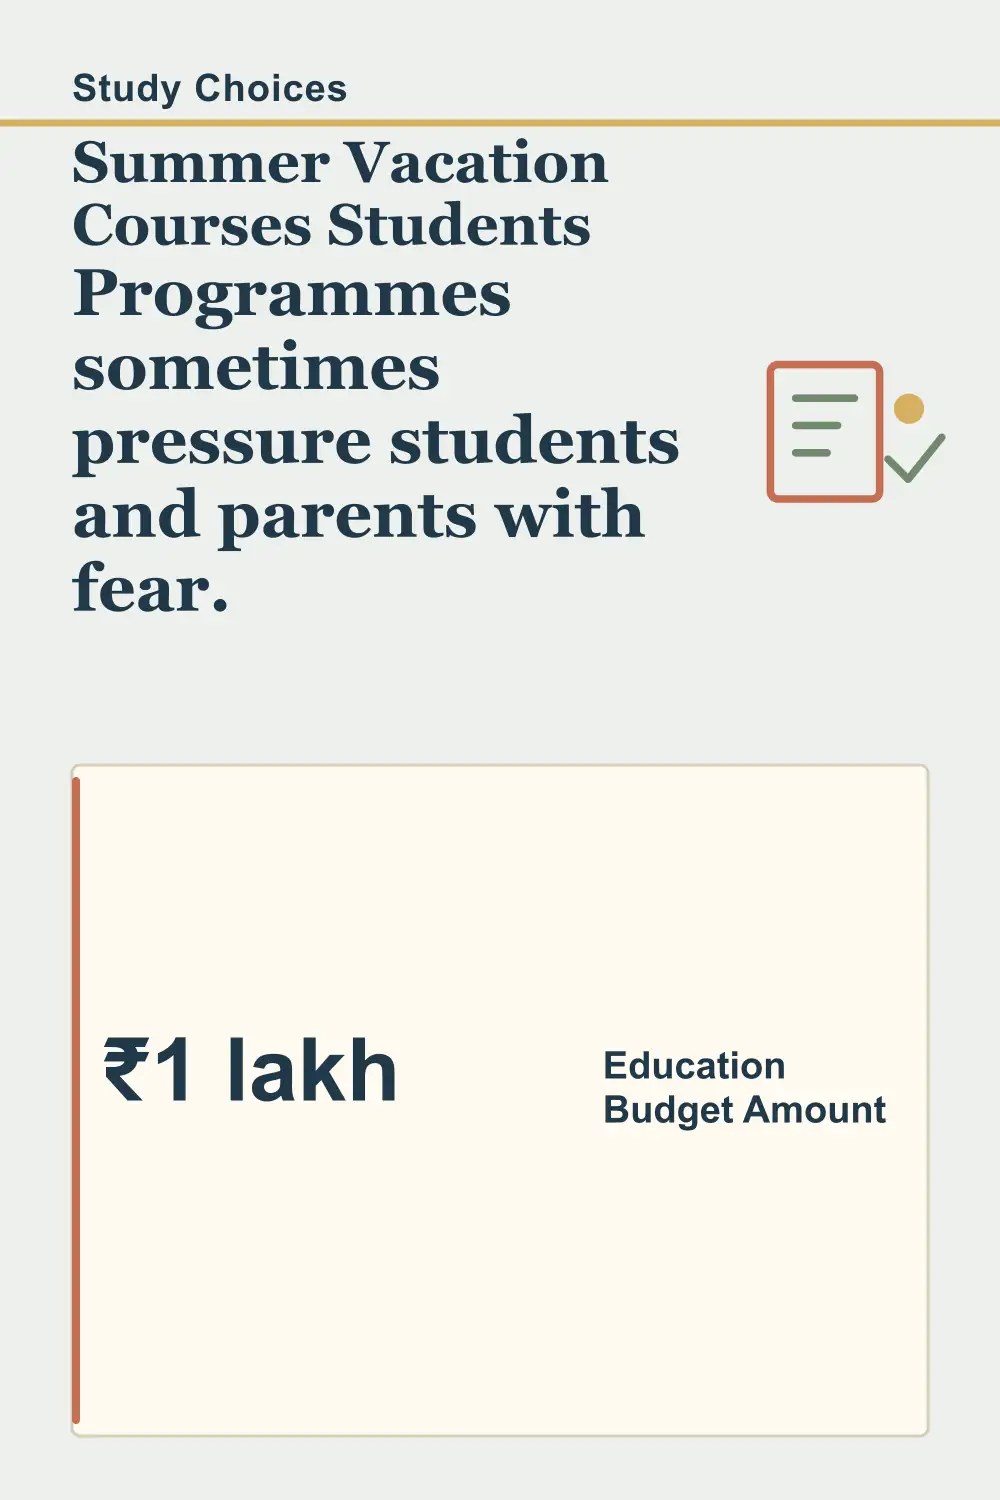 Study Choices
Summer Vacation
Courses Students
Programmes
sometimes
pressure students
and parents with
fear.
₹1 lakh
Education
Budget Amount